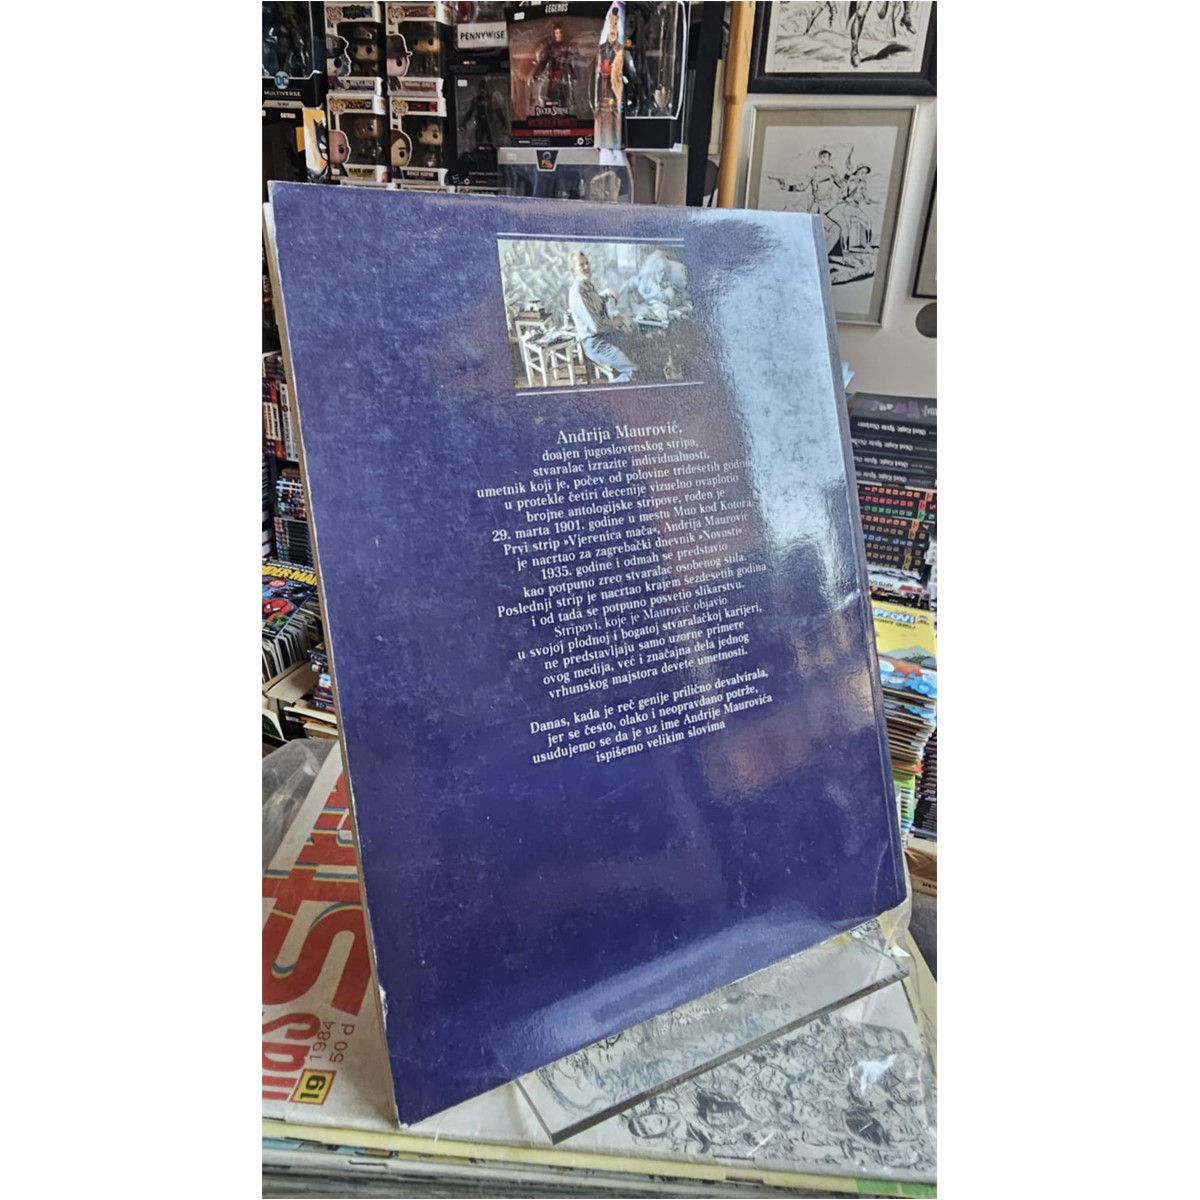 LEGENDS
PENNYWISE
DC
MULTIVERSE
BATMAN
Andrija Maurović,
doajen jugoslovenskog stripa,
stvaralac izrazite individualnosti,
umetnik koji je, počev od polovine tridesetih godina
u protekle četiri decenije vizuelno ovaplotio
brojne antologijske stripove, rođen je
29. marta 1901. godine u mestu Muo kod Kotora.
Prvi strip »Vjerenica mača«, Andrija Maurović
je nacrtao za zagrebački dnevnik »Novosti«
1935. godine i odmah se predstavio
kao potpuno zreo stvaralac osobenog stila.
Poslednji strip je nacrtao krajem šezdesetih godina
i od tada se potpuno posvetio slikarstvu.
Stripovi, koje je Maurović objavio
u svojoj plodnoj i bogatoj stvaralačkoj karijeri,
ne predstavljaju samo uzorne primere
ovog medija, već i značajna dela jednog
vrhunskog majstora devete umetnosti.
Danas, kada je reč genije prilično devalvirala,
jer se često, olako i neopravdano potrže,
usuđujemo se da je uz ime Andrije Maurovića
ispišemo velikim slovima
19
1984
50 d